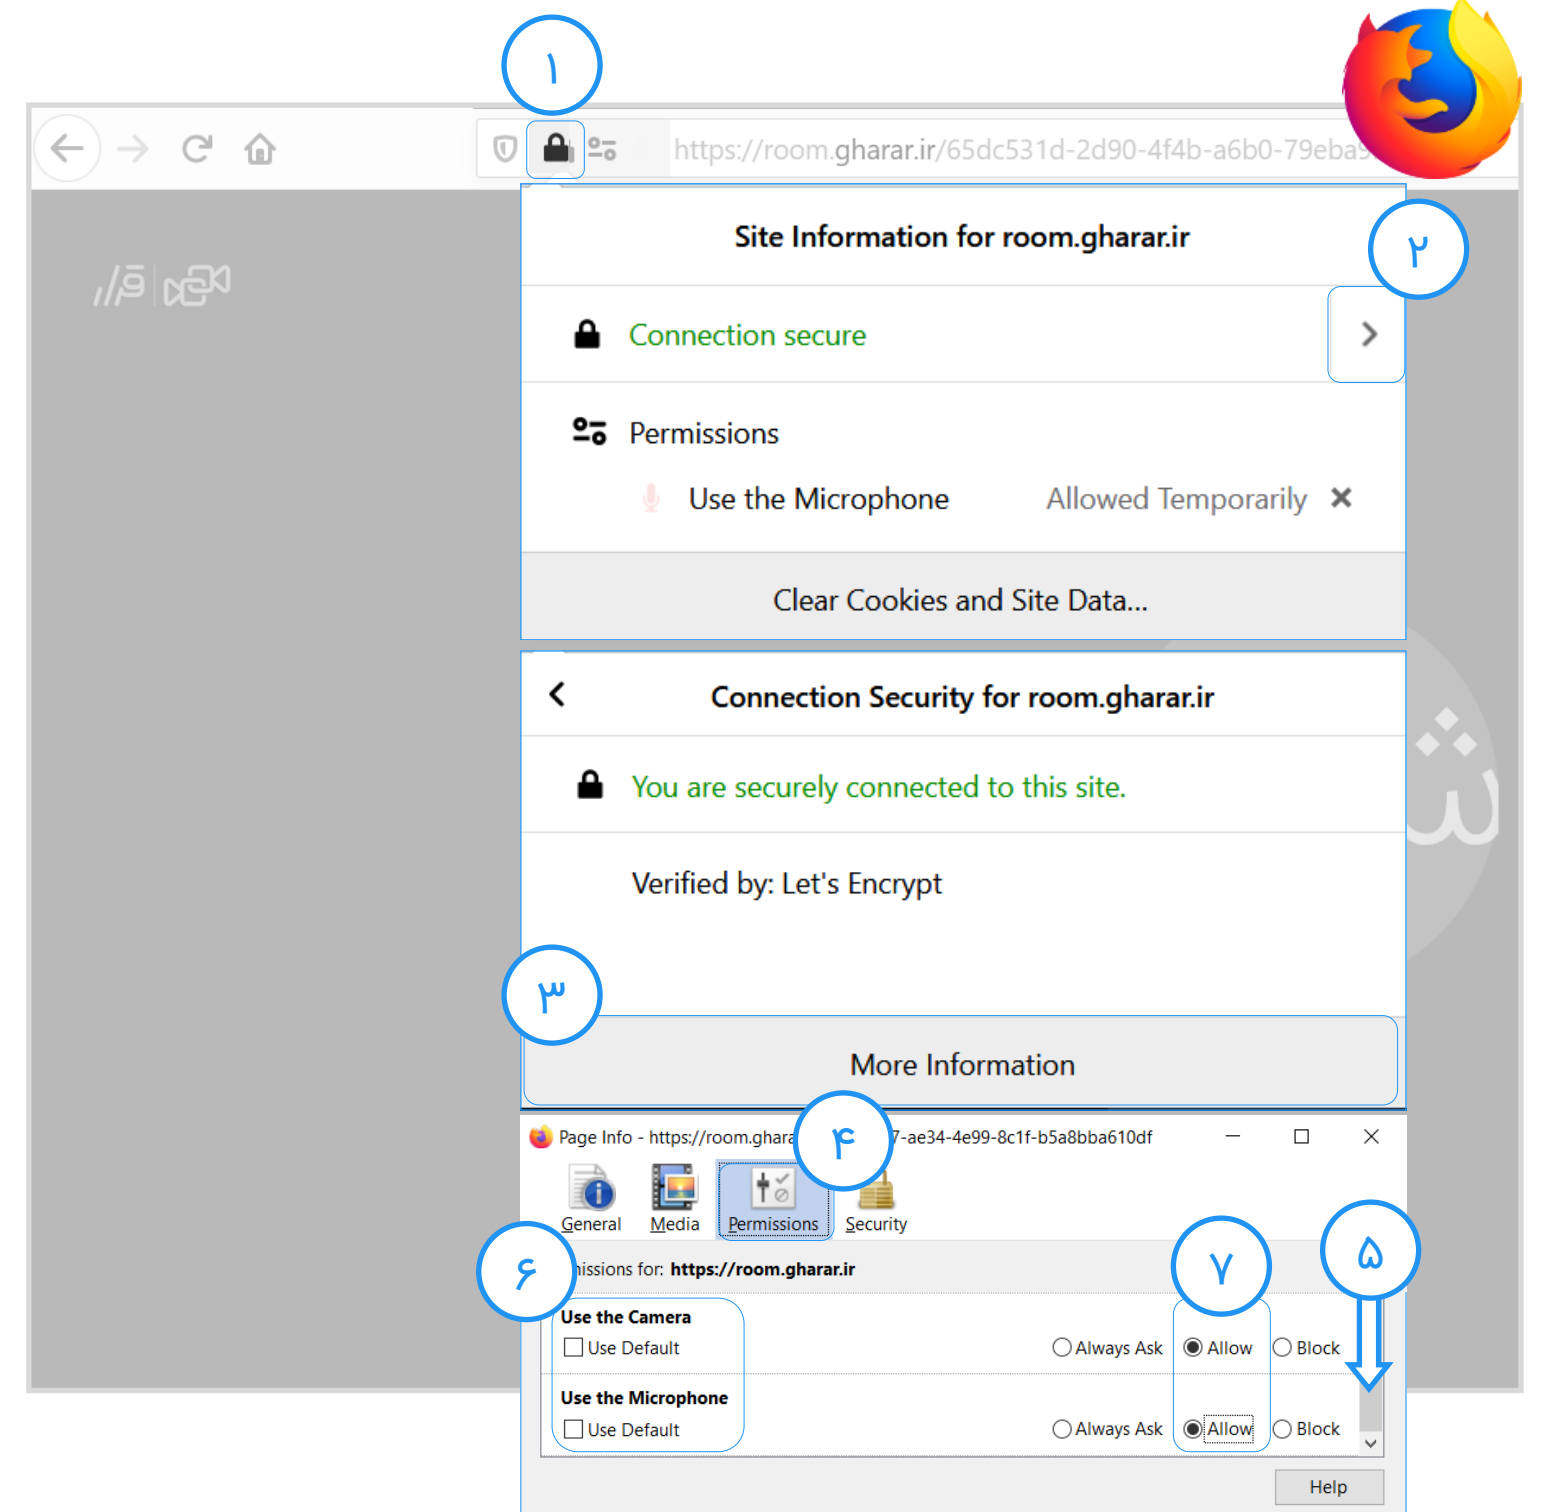 ۱
https://room.gharar.ir/65dc531d-2d90-4f4b-a6b0-79eba9
Site Information for room.gharar.ir
۲
قرار
Connection secure
Permissions
Use the Microphone Allowed Temporarily
Clear Cookies and Site Data...
Connection Security for room.gharar.ir
You are securely connected to this site.
Verified by: Let's Encrypt
۳
More Information
۴
Page Info - https://room.ghara 7-ae34-4e99-8c1f-b5a8bba610df
General Media Permissions Security
۶
۷
۵
issions for: https://room.gharar.ir
Use the Camera
Use Default Always Ask Allow Block
Use the Microphone
Use Default Always Ask Allow Block
Help